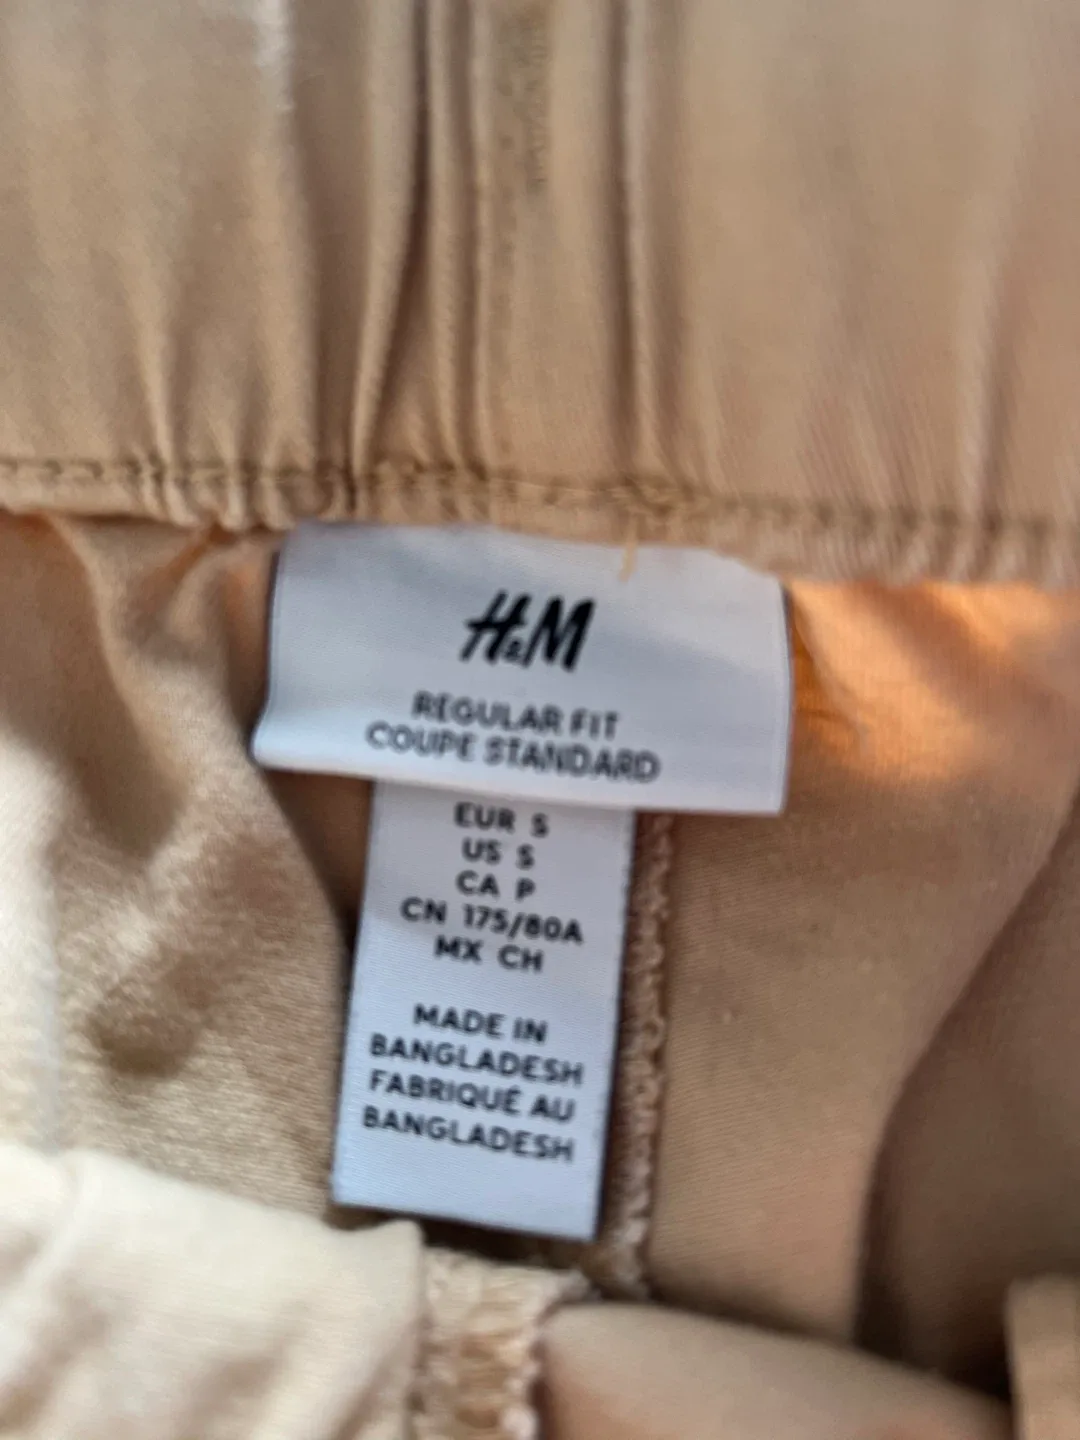 H&M
REGULAR FIT
COUPE STANDARD
EUR S
US S
CA P
CN 175/80A
MX CH
MADE IN
BANGLADESH
FABRIQUÉ AU
BANGLADESH